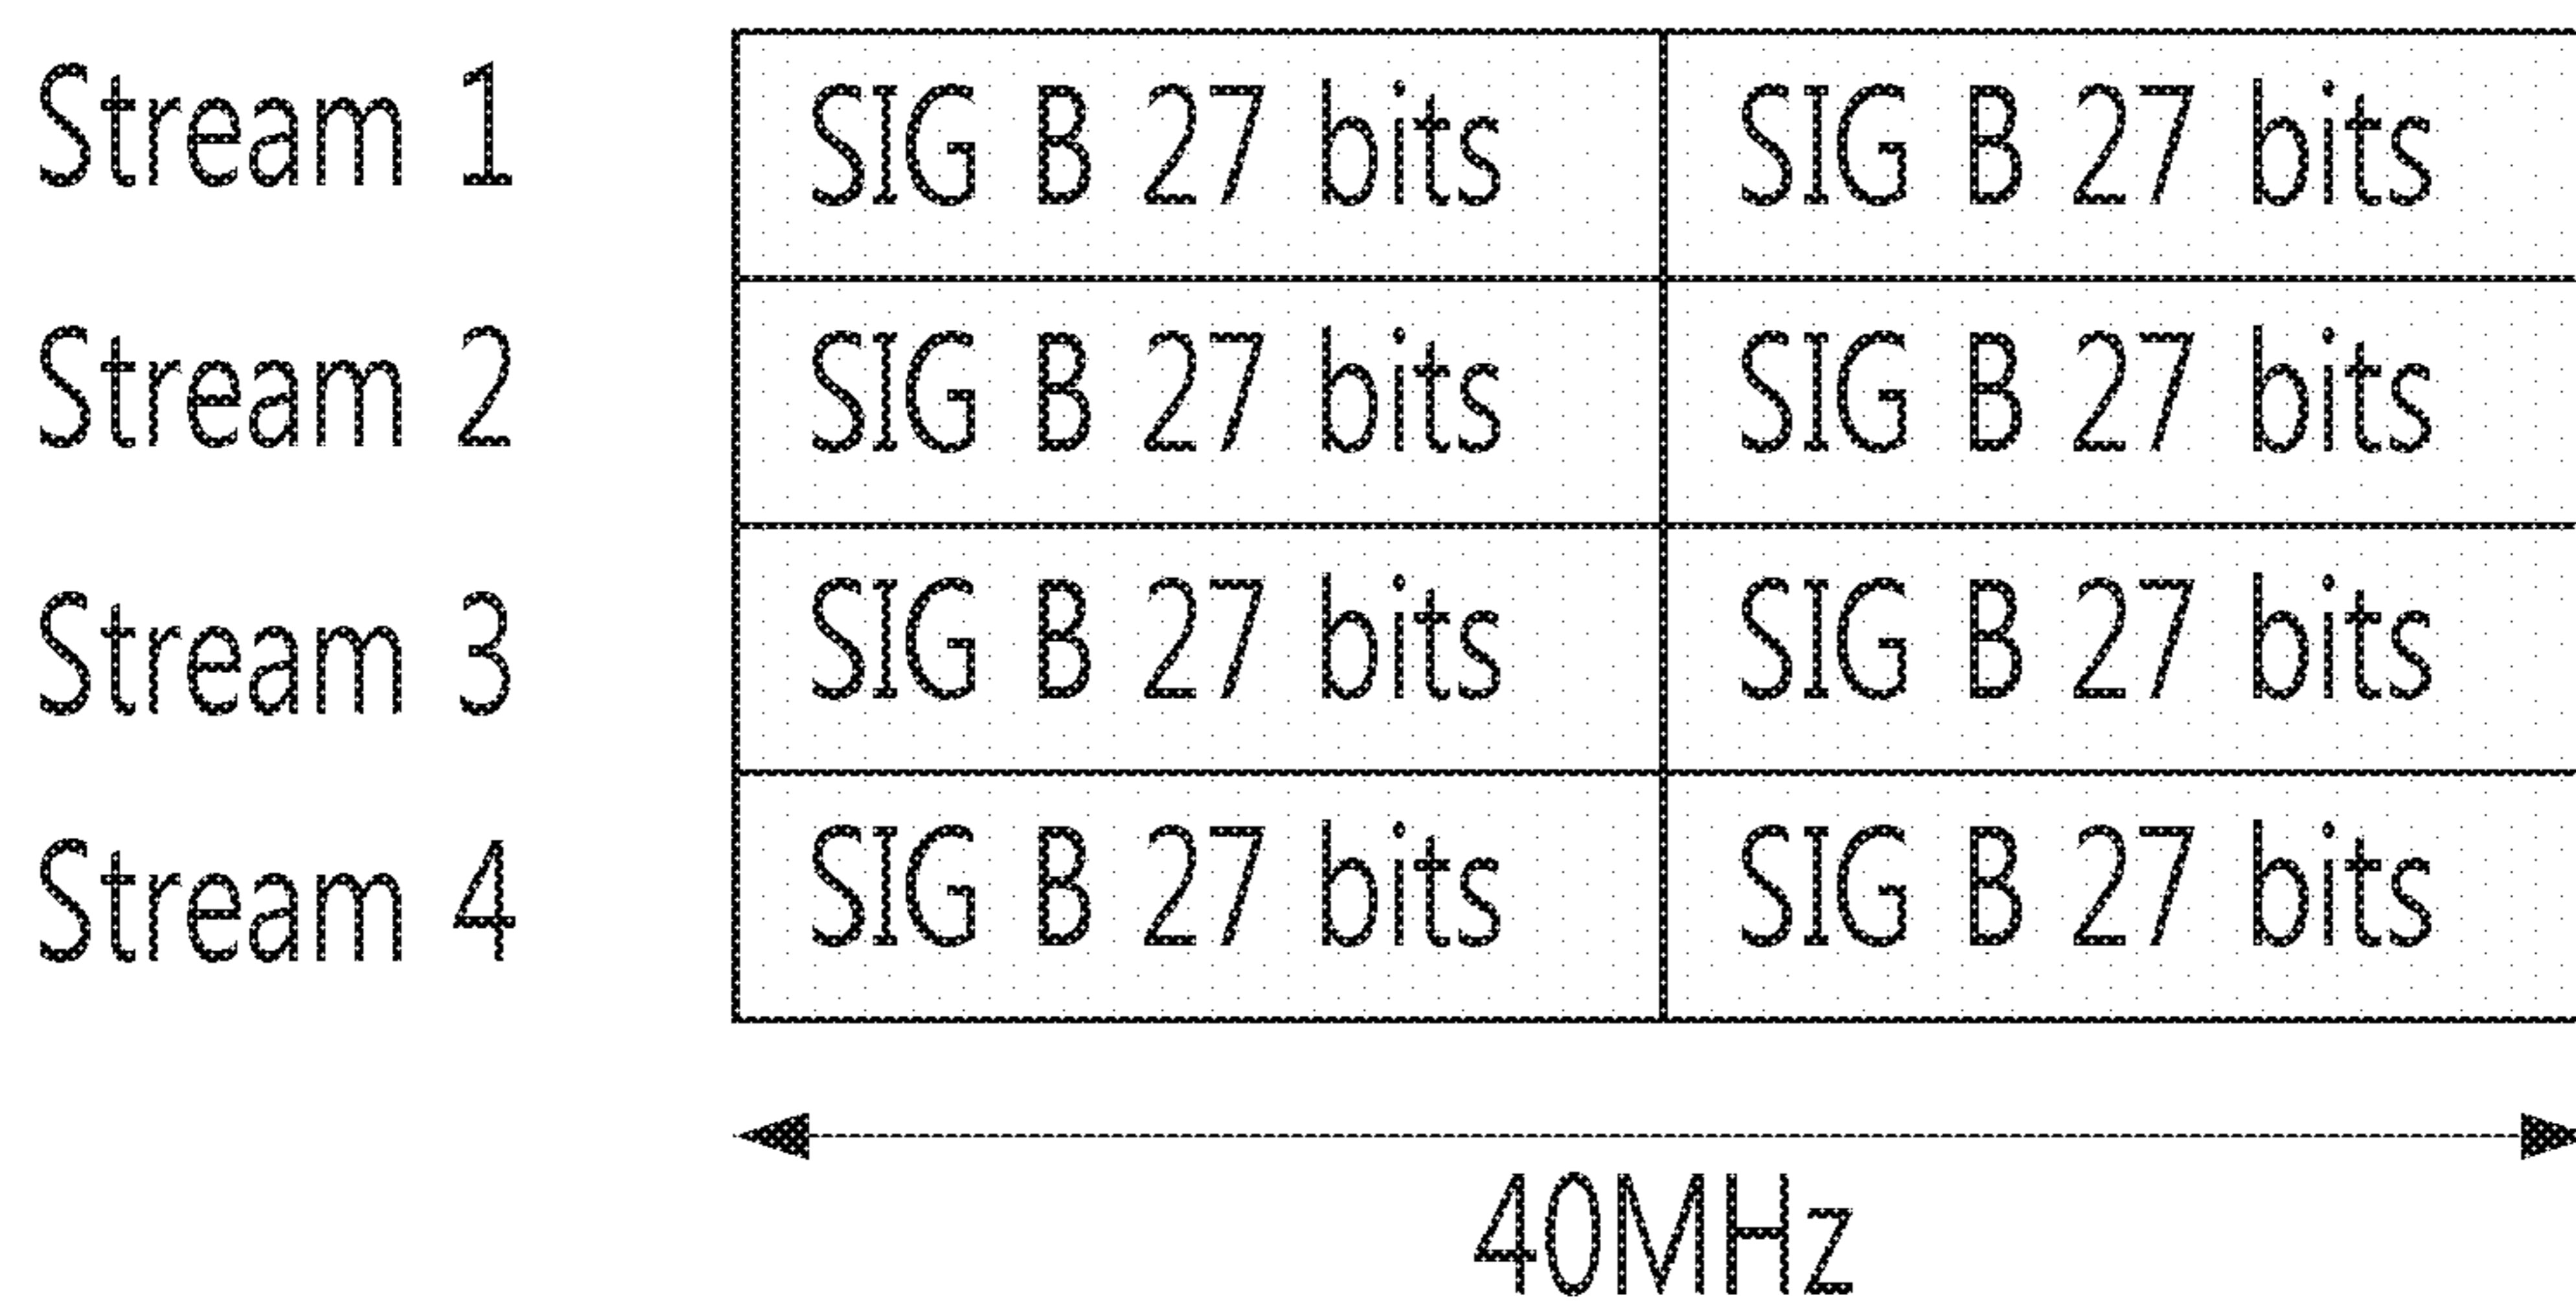 Stream 1 SIG B 27 bits SIG B 27 bits
Stream 2 SIG B 27 bits SIG B 27 bits
Stream 3 SIG B 27 bits SIG B 27 bits
Stream 4 SIG B 27 bits SIG B 27 bits
40MHz